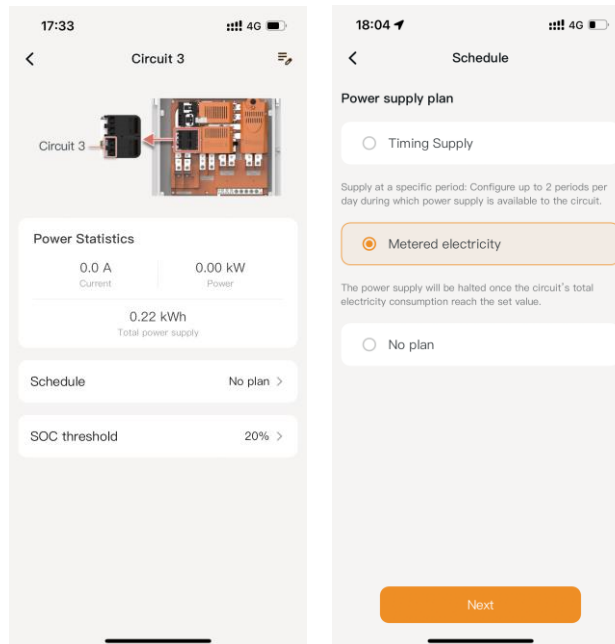 17:33
4G
Circuit 3
Circuit 3
Power Statistics
0.0 A
0.00 kW
Current
Power
0.22 kWh
Total power supply
Schedule
No plan
SOC threshold
20%
18:04
4G
Schedule
Power supply plan
Timing Supply
Supply at a specific period: Configure up to 2 periods per
day during which power supply is available to the circuit.
Metered electricity
The power supply will be halted once the circuit's total
electricity consumption reach the set value.
No plan
Next